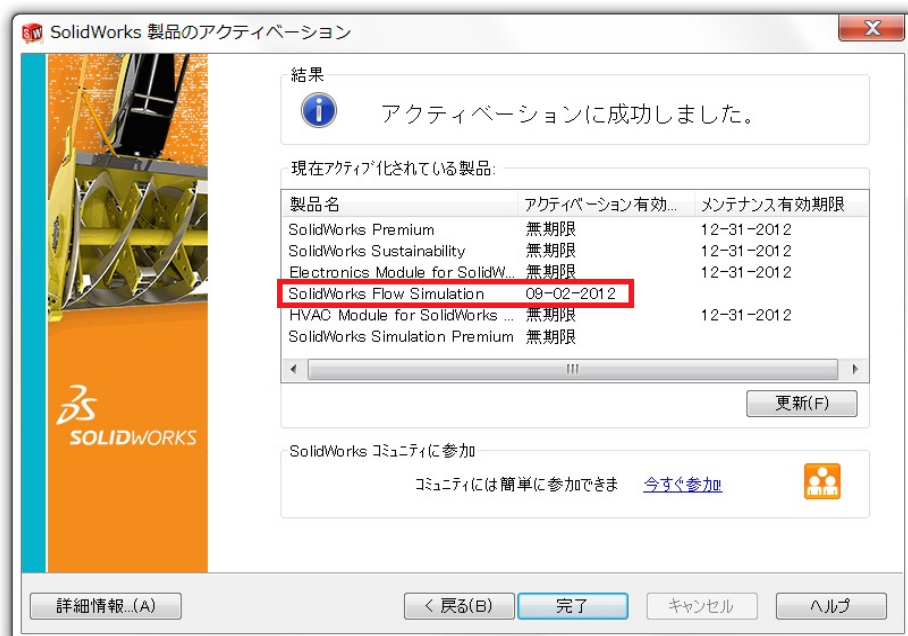 SolidWorks 製品のアクティベーション
結果
アクティベーションに成功しました。
現在アクティブ化されている製品:
製品名 アクティベーション有効... メンテナンス有効期限
SolidWorks Premium 無期限 12-31-2012
SolidWorks Sustainability 無期限 12-31-2012
Electronics Module for SolidW... 無期限 12-31-2012
SolidWorks Flow Simulation 09-02-2012
HVAC Module for SolidWorks ... 無期限 12-31-2012
SolidWorks Simulation Premium 無期限
更新(F)
SOLIDWORKS
SolidWorks コミュニティに参加
コミュニティには簡単に参加できま 今すぐ参加!
詳細情報...(A) < 戻る(B) 完了 キャンセル ヘルプ